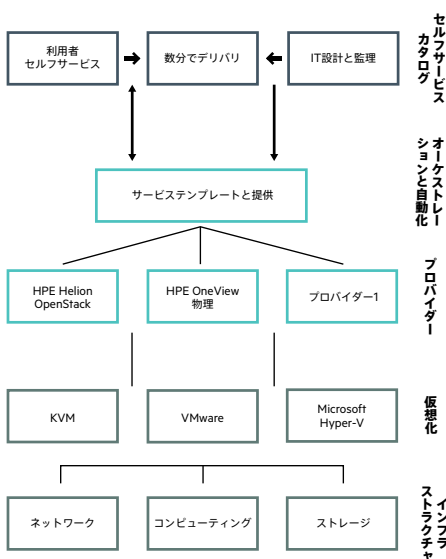 利用者
セルフサービス
数分でデリバリ
IT設計と監理
セルフサービス
カタログ
サービステンプレートと提供
オーケストレー
ションと自動化
HPE Helion
OpenStack
HPE OneView
物理
プロバイダー1
プロバイダー
KVM
VMware
Microsoft
Hyper-V
仮想化
ネットワーク
コンピューティング
ストレージ
インフラ
ストラクチャ